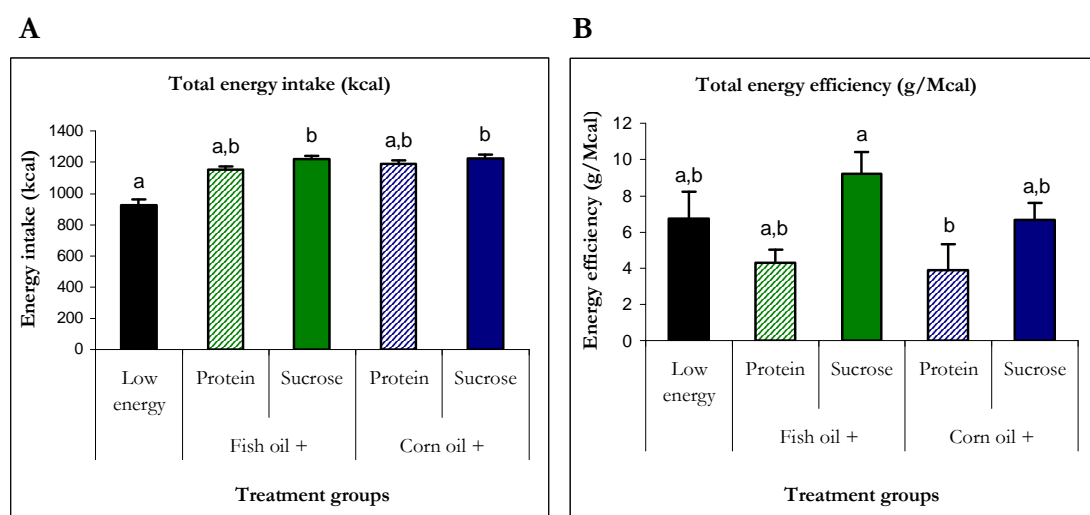 A
Total energy intake (kcal)
Energy intake (kcal)
1400
1200
1000
800
600
400
200
0
a
a,b
b
a,b
b
Low energy
Protein
Sucrose
Protein
Sucrose
Fish oil +
Corn oil +
Treatment groups
B
Total energy efficiency (g/Mcal)
Energy efficiency (g/Mcal)
12
10
8
6
4
2
0
a,b
a,b
a
b
a,b
Low
energy
Protein
Sucrose
Protein
Sucrose
Fish oil +
Corn oil +
Treatment groups